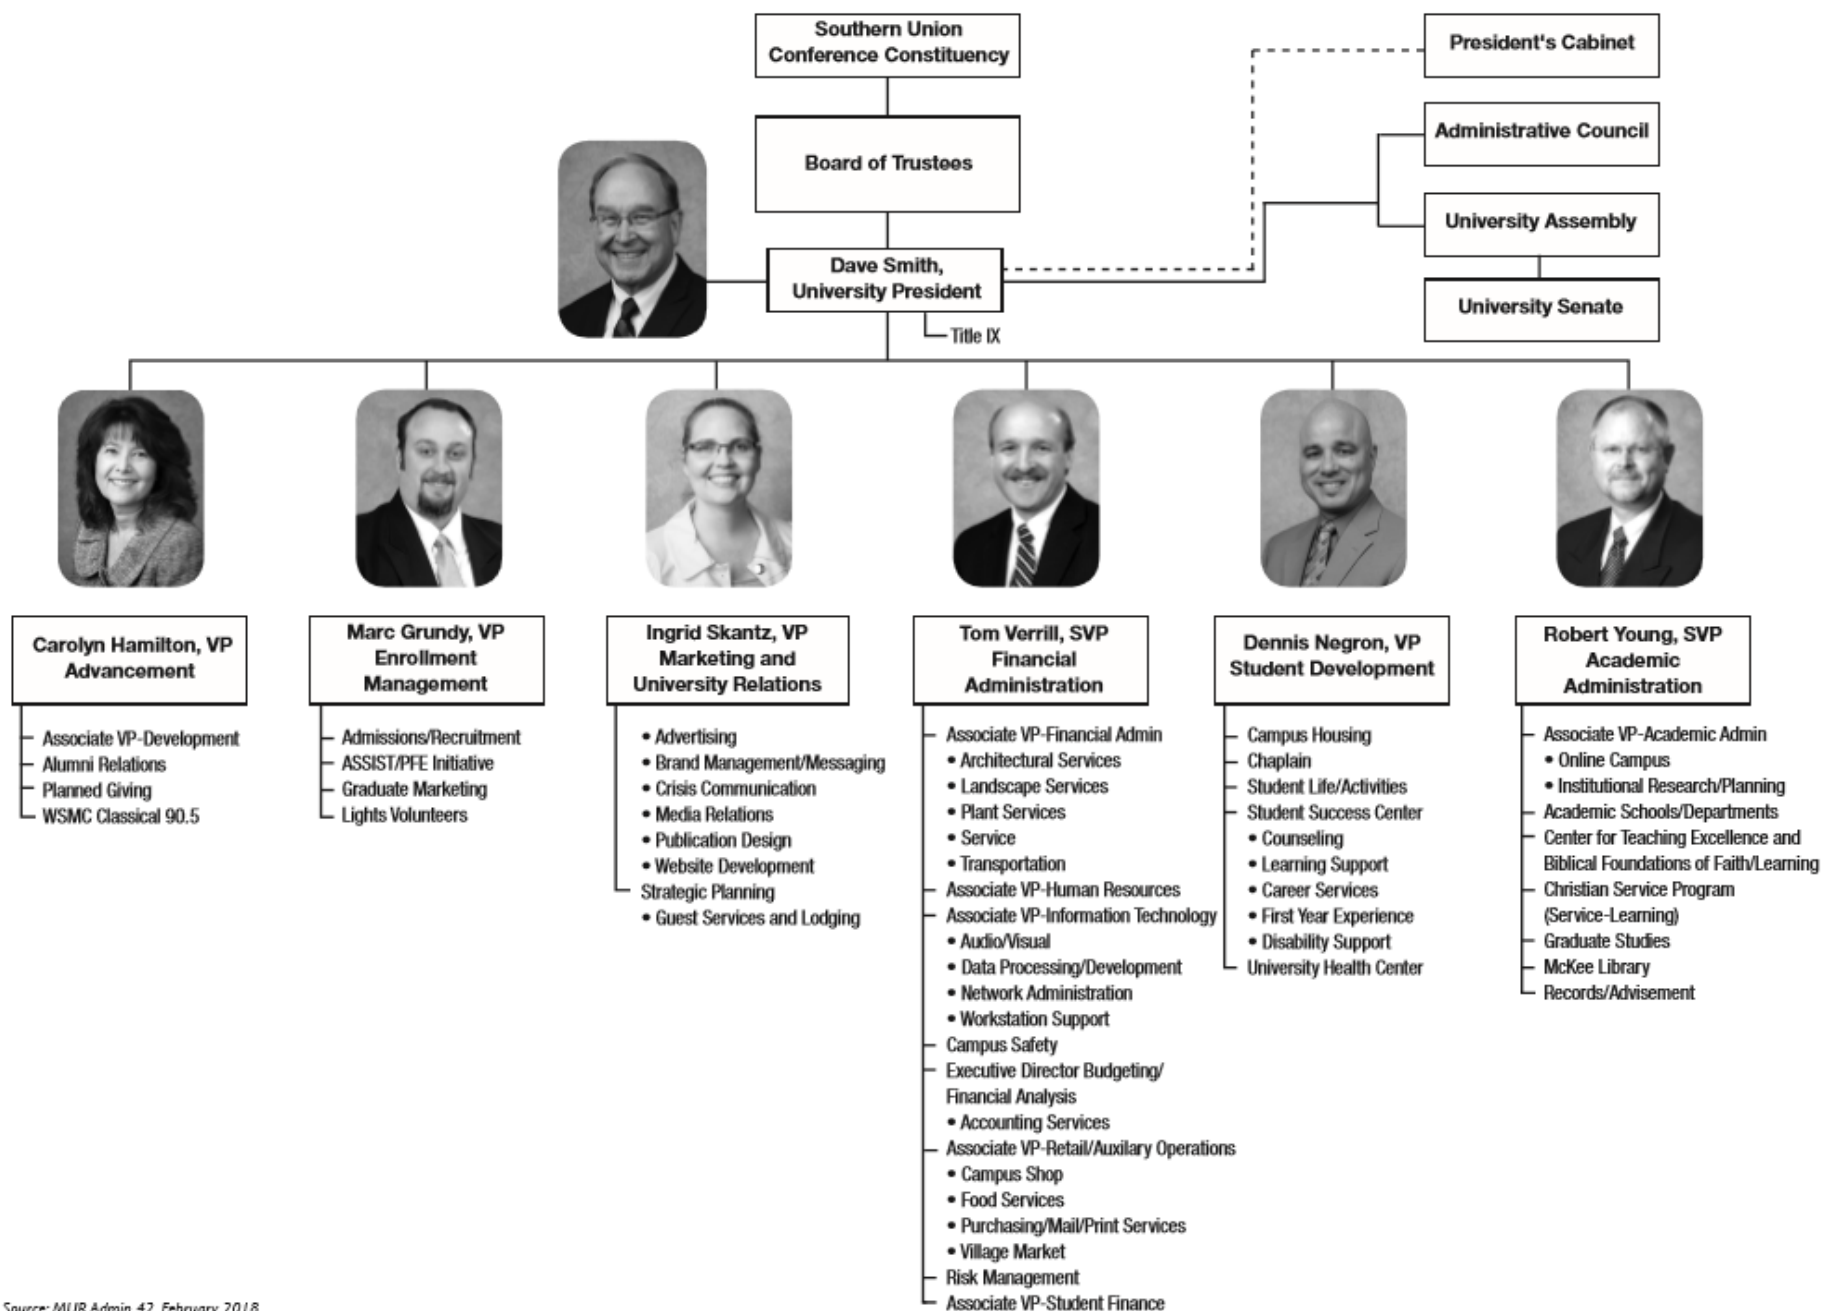 Southern Union
Conference Constituency
President's Cabinet
Administrative Council
Board of Trustees
University Assembly
Dave Smith,
University President
University Senate
Title IX
Carolyn Hamilton, VP
Advancement
Associate VP-Development
Alumni Relations
Planned Giving
WSMC Classical 90.5
Marc Grundy, VP
Enrollment
Management
Admissions/Recruitment
ASSIST/PFE Initiative
Graduate Marketing
Lights Volunteers
Ingrid Skantz, VP
Marketing and
University Relations
• Advertising
• Brand Management/Messaging
• Crisis Communication
• Media Relations
• Publication Design
• Website Development
Strategic Planning
• Guest Services and Lodging
Tom Verrill, SVP
Financial
Administration
Associate VP-Financial Admin
• Architectural Services
• Landscape Services
• Plant Services
• Service
• Transportation
Associate VP-Human Resources
Associate VP-Information Technology
• Audio/Visual
• Data Processing/Development
• Network Administration
• Workstation Support
Campus Safety
Executive Director Budgeting/
Financial Analysis
• Accounting Services
Associate VP-Retail/Auxilary Operations
• Campus Shop
• Food Services
• Purchasing/Mail/Print Services
• Village Market
Risk Management
Associate VP-Student Finance
Dennis Negron, VP
Student Development
Campus Housing
Chaplain
Student Life/Activities
Student Success Center
• Counseling
• Learning Support
• Career Services
• First Year Experience
• Disability Support
University Health Center
Robert Young, SVP
Academic
Administration
Associate VP-Academic Admin
• Online Campus
• Institutional Research/Planning
Academic Schools/Departments
Center for Teaching Excellence and
Biblical Foundations of Faith/Learning
Christian Service Program
(Service-Learning)
Graduate Studies
McKee Library
Records/Advisement
Source: MUR Admin 42, February 2018